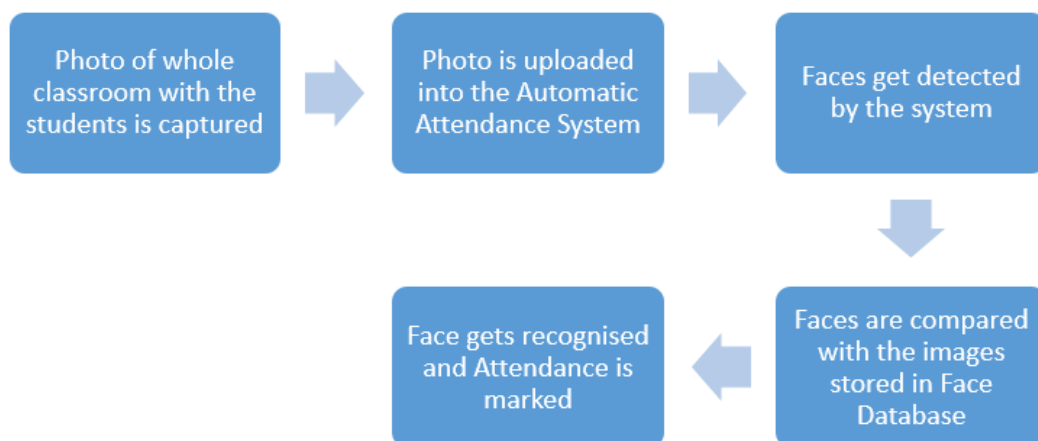 Photo of whole
classroom with the
students is captured
Photo is uploaded
into the Automatic
Attendance System
Faces get detected
by the system
Faces are compared
with the images
stored in Face
Database
Face gets recognised
and Attendance is
marked